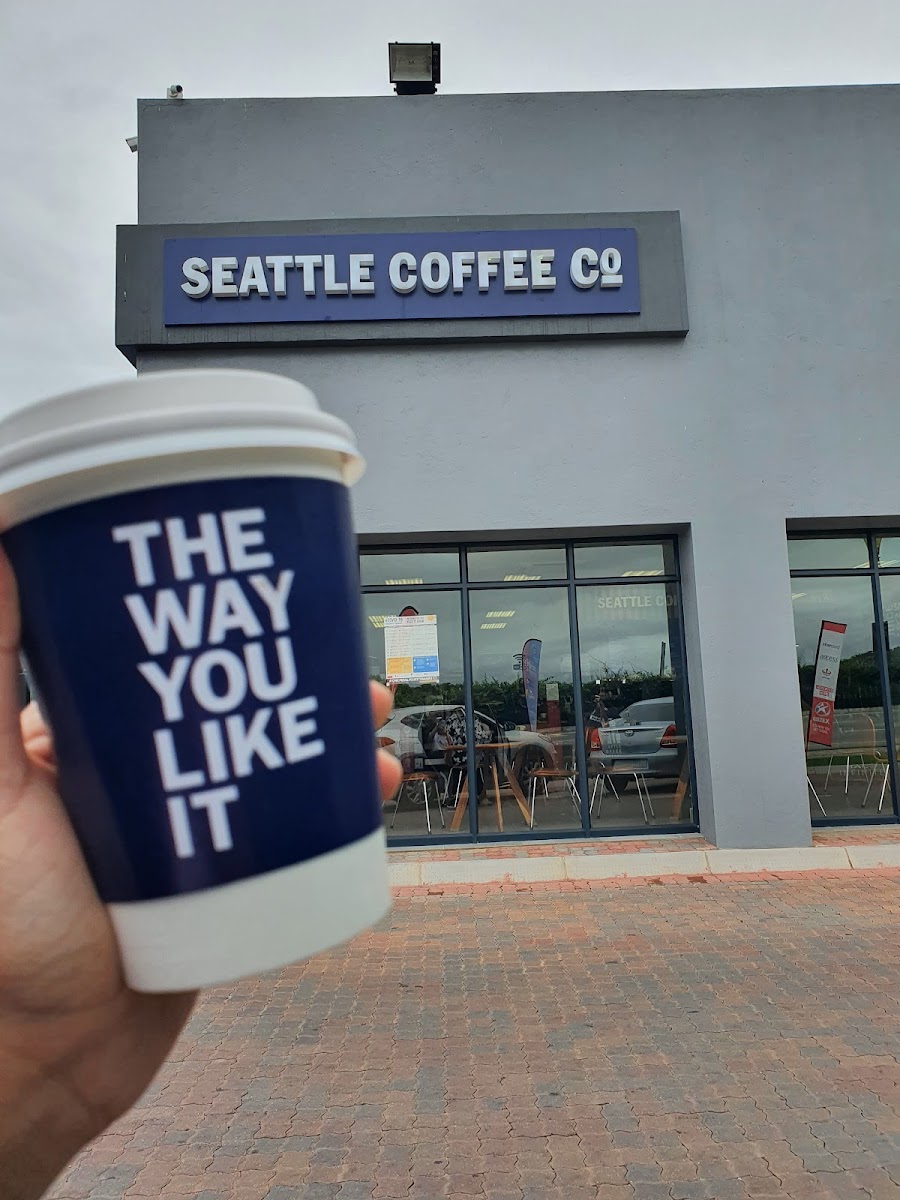 SEATTLE COFFEE Cº
THE
WAY
YOU
LIKE
IT
SEATTLE CO